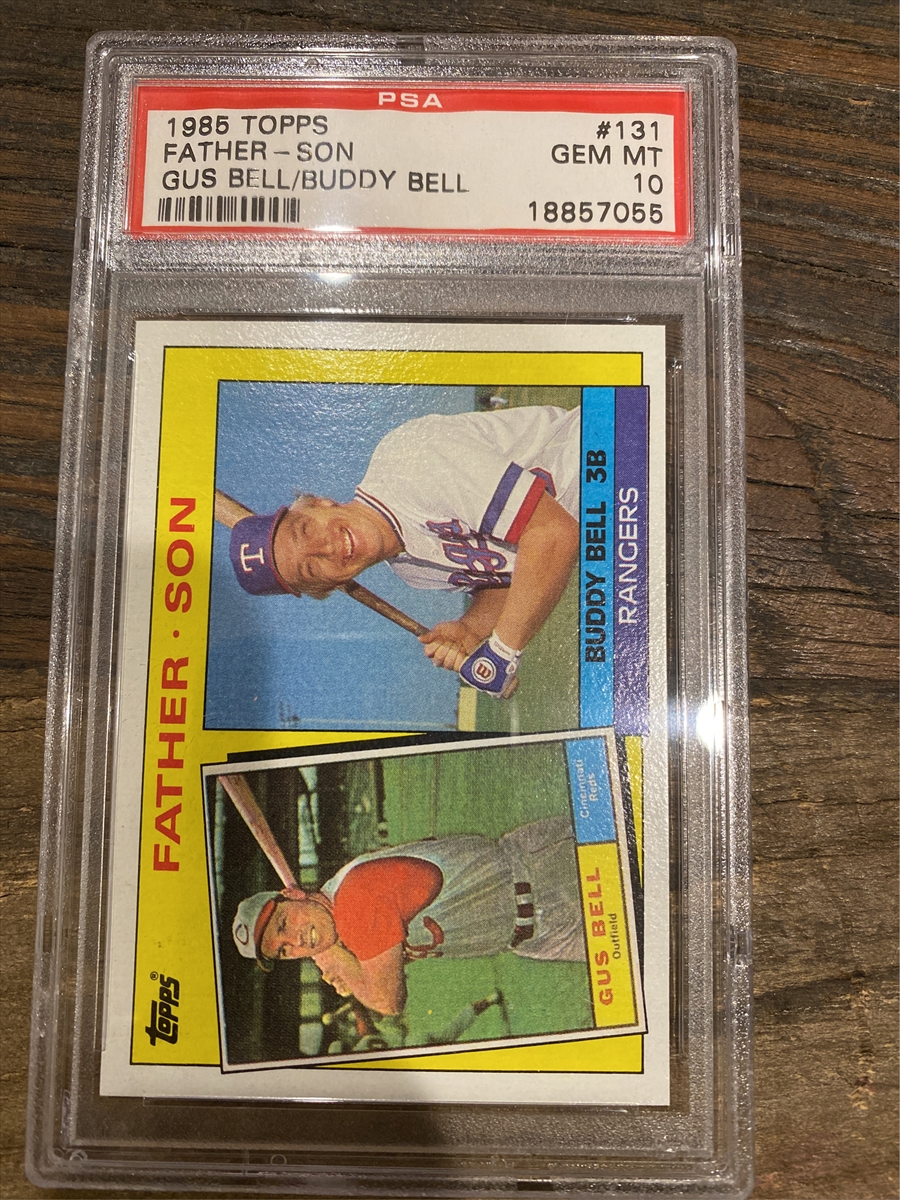 PSA
1985 TOPPS #131
FATHER - SON GEM MT
GUS BELL/BUDDY BELL 10
18857055
FATHER · SON
topps®
T
BUDDY BELL 3B
RANGERS
C
C
Cincinnati
Reds
GUS BELL
Outfield